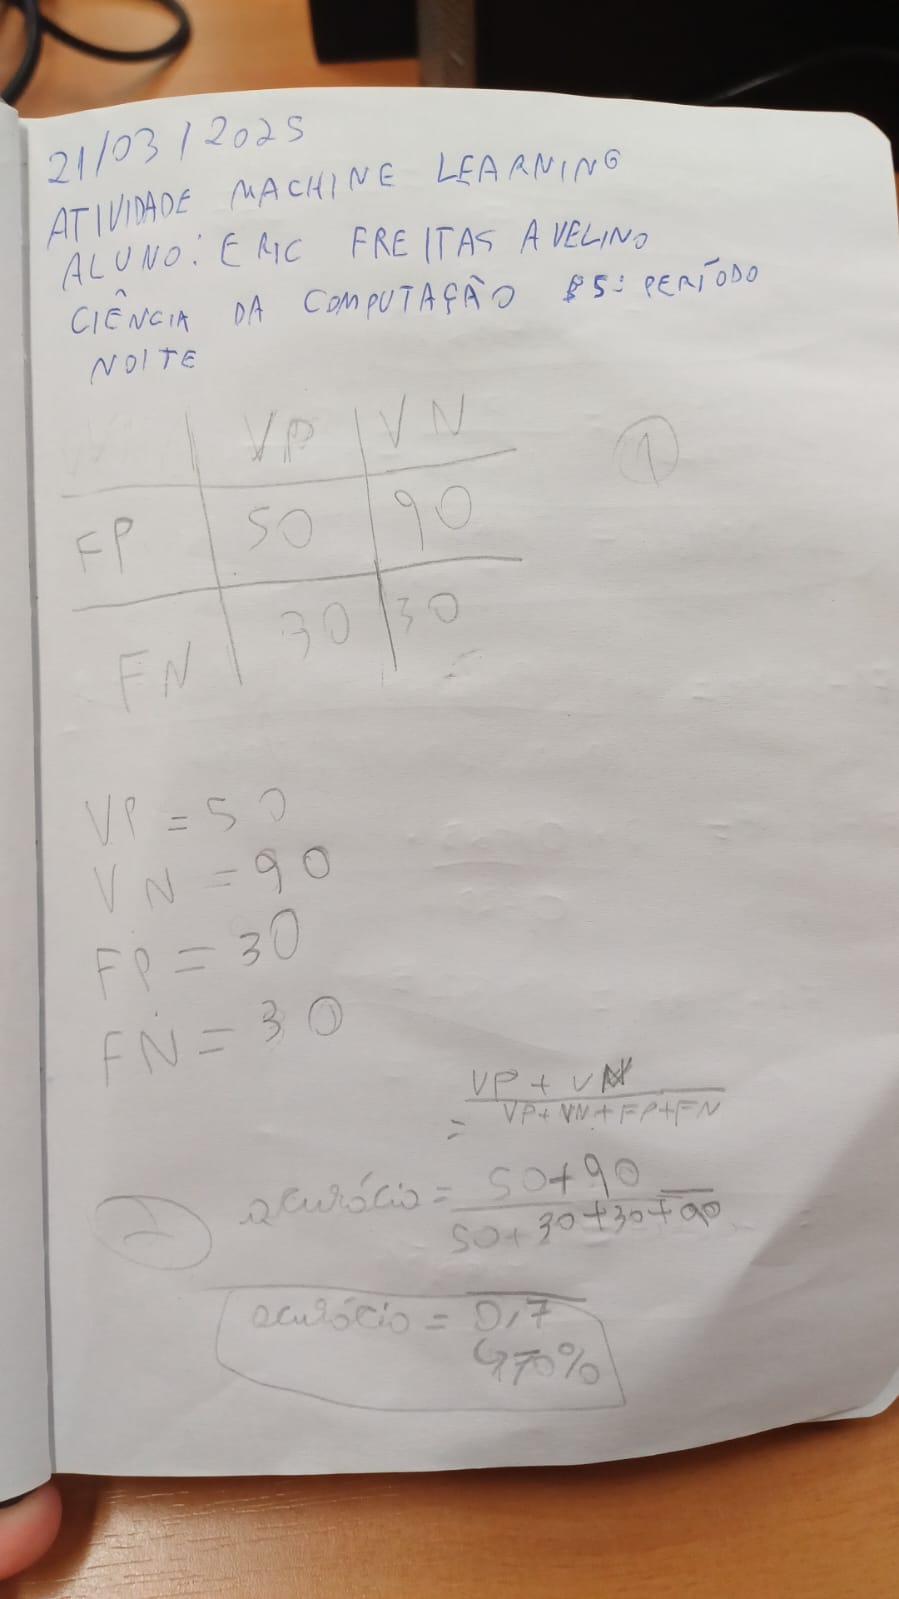 21/03/2025
ATIVIDADE MACHINE LEARNING
ALUNO: ERIC FREITAS AVELINO
CIÊNCIA DA COMPUTAÇÃO 5º PERÍODO
NOITE
VP VN
1
FP 50 90
FN 30 30
VP = 50
VN = 90
FP = 30
FN = 30
VP + VN
= VP + VN + FP + FN
2
acurácia = 50+90
50+30+30+90
acurácia = 0,7
↳70%